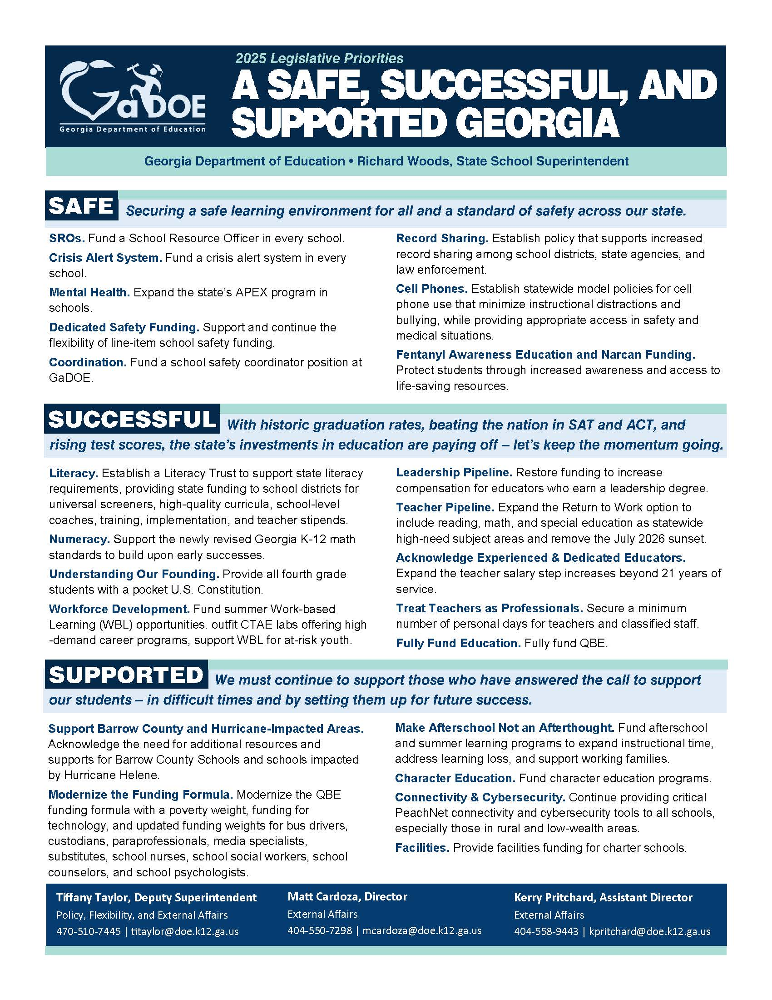 GaDOE
Georgia Department of Education
2025 Legislative Priorities
A SAFE, SUCCESSFUL, AND
SUPPORTED GEORGIA
Georgia Department of Education • Richard Woods, State School Superintendent
SAFE
Securing a safe learning environment for all and a standard of safety across our state.
SROs. Fund a School Resource Officer in every school.
Crisis Alert System. Fund a crisis alert system in every
school.
Mental Health. Expand the state's APEX program in
schools.
Dedicated Safety Funding. Support and continue the
flexibility of line-item school safety funding.
Coordination. Fund a school safety coordinator position at
GaDOE.
Record Sharing. Establish policy that supports increased
record sharing among school districts, state agencies, and
law enforcement.
Cell Phones. Establish statewide model policies for cell
phone use that minimize instructional distractions and
bullying, while providing appropriate access in safety and
medical situations.
Fentanyl Awareness Education and Narcan Funding.
Protect students through increased awareness and access to
life-saving resources.
SUCCESSFUL
With historic graduation rates, beating the nation in SAT and ACT, and
rising test scores, the state's investments in education are paying off – let's keep the momentum going.
Literacy. Establish a Literacy Trust to support state literacy
requirements, providing state funding to school districts for
universal screeners, high-quality curricula, school-level
coaches, training, implementation, and teacher stipends.
Numeracy. Support the newly revised Georgia K-12 math
standards to build upon early successes.
Understanding Our Founding. Provide all fourth grade
students with a pocket U.S. Constitution.
Workforce Development. Fund summer Work-based
Learning (WBL) opportunities. outfit CTAE labs offering high
-demand career programs, support WBL for at-risk youth.
Leadership Pipeline. Restore funding to increase
compensation for educators who earn a leadership degree.
Teacher Pipeline. Expand the Return to Work option to
include reading, math, and special education as statewide
high-need subject areas and remove the July 2026 sunset.
Acknowledge Experienced & Dedicated Educators.
Expand the teacher salary step increases beyond 21 years of
service.
Treat Teachers as Professionals. Secure a minimum
number of personal days for teachers and classified staff.
Fully Fund Education. Fully fund QBE.
SUPPORTED
We must continue to support those who have answered the call to support
our students – in difficult times and by setting them up for future success.
Support Barrow County and Hurricane-Impacted Areas.
Acknowledge the need for additional resources and
supports for Barrow County Schools and schools impacted
by Hurricane Helene.
Modernize the Funding Formula. Modernize the QBE
funding formula with a poverty weight, funding for
technology, and updated funding weights for bus drivers,
custodians, paraprofessionals, media specialists,
substitutes, school nurses, school social workers, school
counselors, and school psychologists.
Make Afterschool Not an Afterthought. Fund afterschool
and summer learning programs to expand instructional time,
address learning loss, and support working families.
Character Education. Fund character education programs.
Connectivity & Cybersecurity. Continue providing critical
PeachNet connectivity and cybersecurity tools to all schools,
especially those in rural and low-wealth areas.
Facilities. Provide facilities funding for charter schools.
Tiffany Taylor, Deputy Superintendent
Policy, Flexibility, and External Affairs
470-510-7445 | titaylor@doe.k12.ga.us
Matt Cardoza, Director
External Affairs
404-550-7298 | mcardoza@doe.k12.ga.us
Kerry Pritchard, Assistant Director
External Affairs
404-558-9443 | kpritchard@doe.k12.ga.us